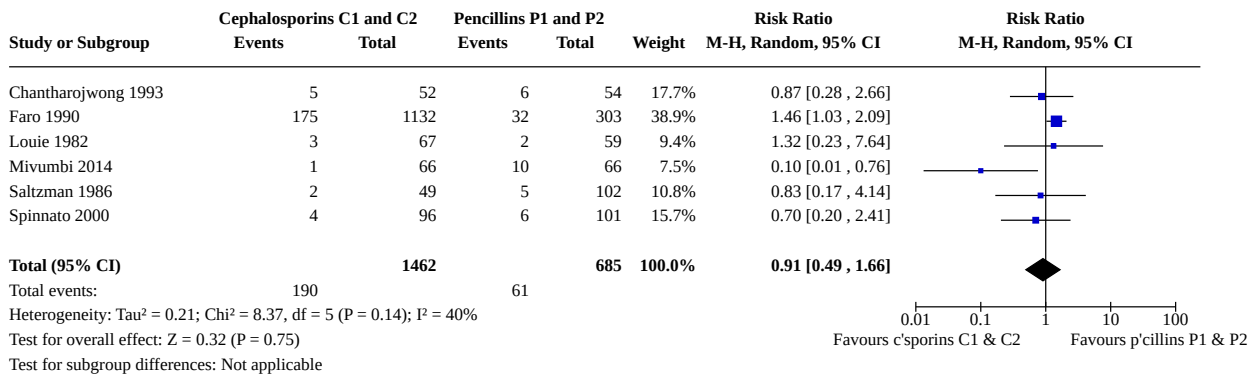 Cephalosporins C1 and C2 Pencillins P1 and P2 Risk Ratio Risk Ratio
Study or Subgroup Events Total Events Total Weight M-H, Random, 95% CI M-H, Random, 95% CI
Chantharojwong 1993 5 52 6 54 17.7% 0.87 [0.28 , 2.66]
Faro 1990 175 1132 32 303 38.9% 1.46 [1.03 , 2.09]
Louie 1982 3 67 2 59 9.4% 1.32 [0.23 , 7.64]
Mivumbi 2014 1 66 10 66 7.5% 0.10 [0.01 , 0.76]
Saltzman 1986 2 49 5 102 10.8% 0.83 [0.17 , 4.14]
Spinnato 2000 4 96 6 101 15.7% 0.70 [0.20 , 2.41]
Total (95% CI) 1462 685 100.0% 0.91 [0.49 , 1.66]
Total events: 190 61
Heterogeneity: Tau² = 0.21; Chi² = 8.37, df = 5 (P = 0.14); I² = 40%
0.01 0.1 1 10 100
Test for overall effect: Z = 0.32 (P = 0.75) Favours c'sporins C1 & C2 Favours p'cillins P1 & P2
Test for subgroup differences: Not applicable